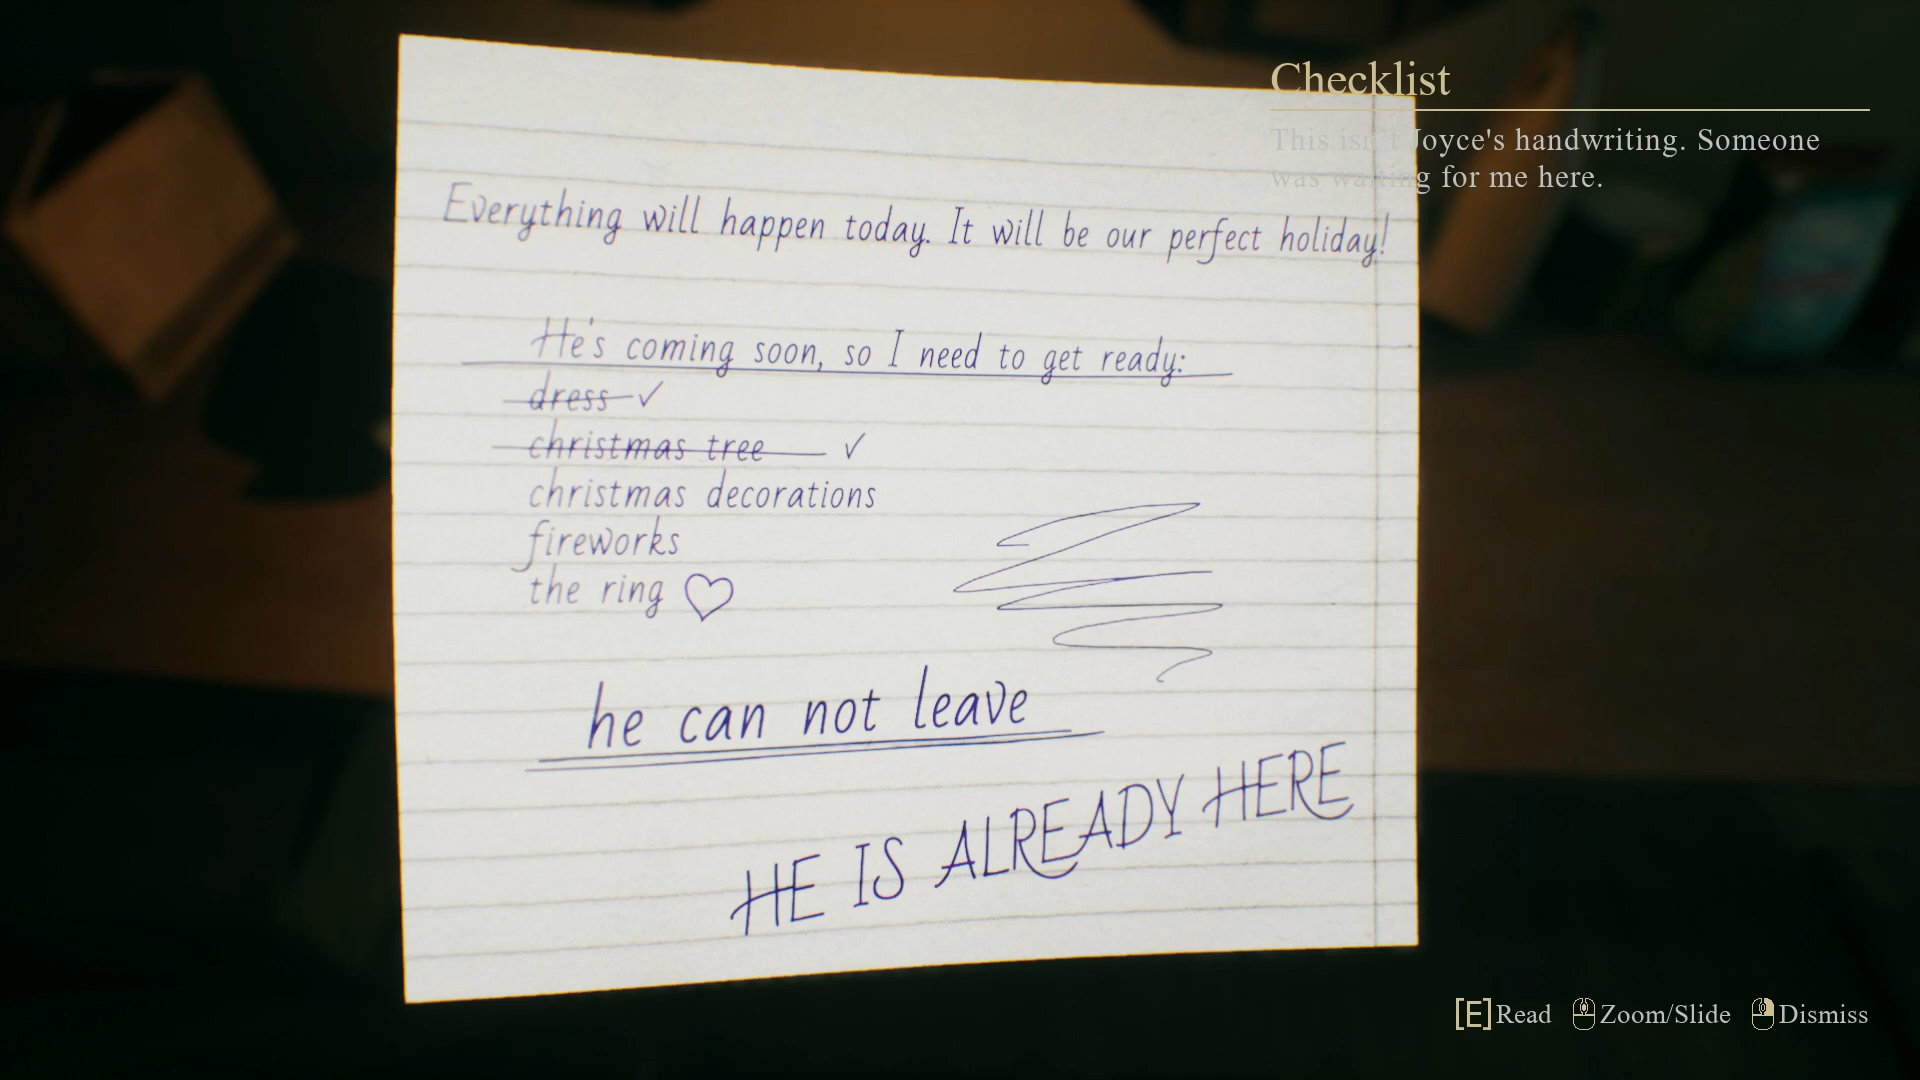 Checklist
This isn't Joyce's handwriting. Someone
was waiting for me here.
Everything will happen today. It will be our perfect holiday!
He's coming soon, so I need to get ready:
dress ✓
christmas tree ✓
christmas decorations
fireworks
the ring ♡
he can not leave
HE IS ALREADY HERE
[E] Read Zoom/Slide Dismiss